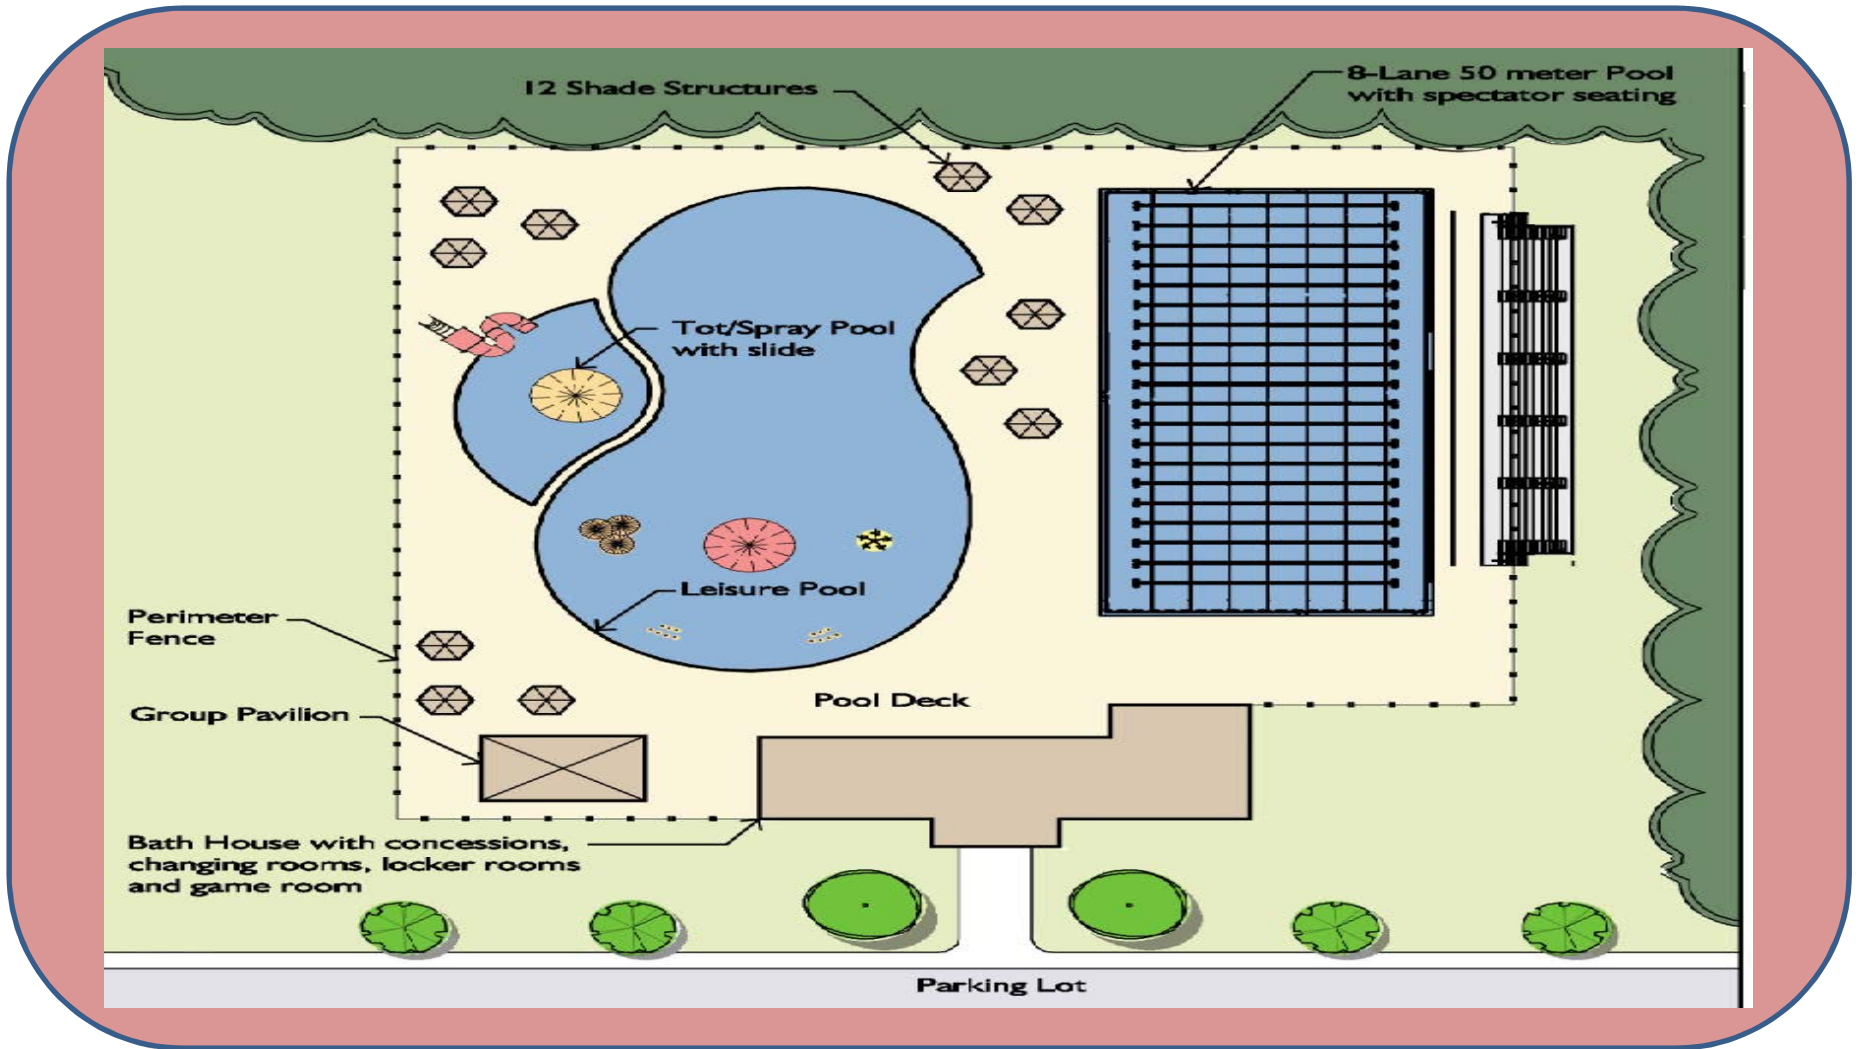 12 Shade Structures
8-Lane 50 meter Pool
with spectator seating
Tot/Spray Pool
with slide
Leisure Pool
Perimeter
Fence
Group Pavilion
Pool Deck
Bath House with concessions,
changing rooms, locker rooms
and game room
Parking Lot